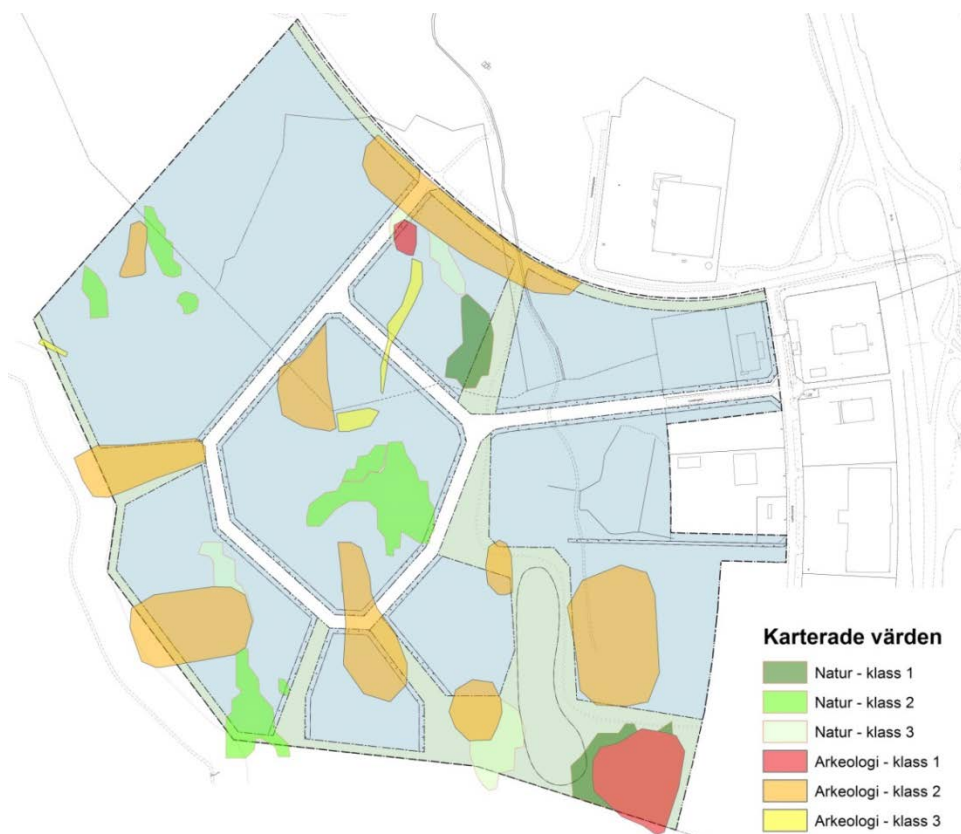 Karterade värden
Natur - klass 1
Natur - klass 2
Natur - klass 3
Arkeologi - klass 1
Arkeologi - klass 2
Arkeologi - klass 3